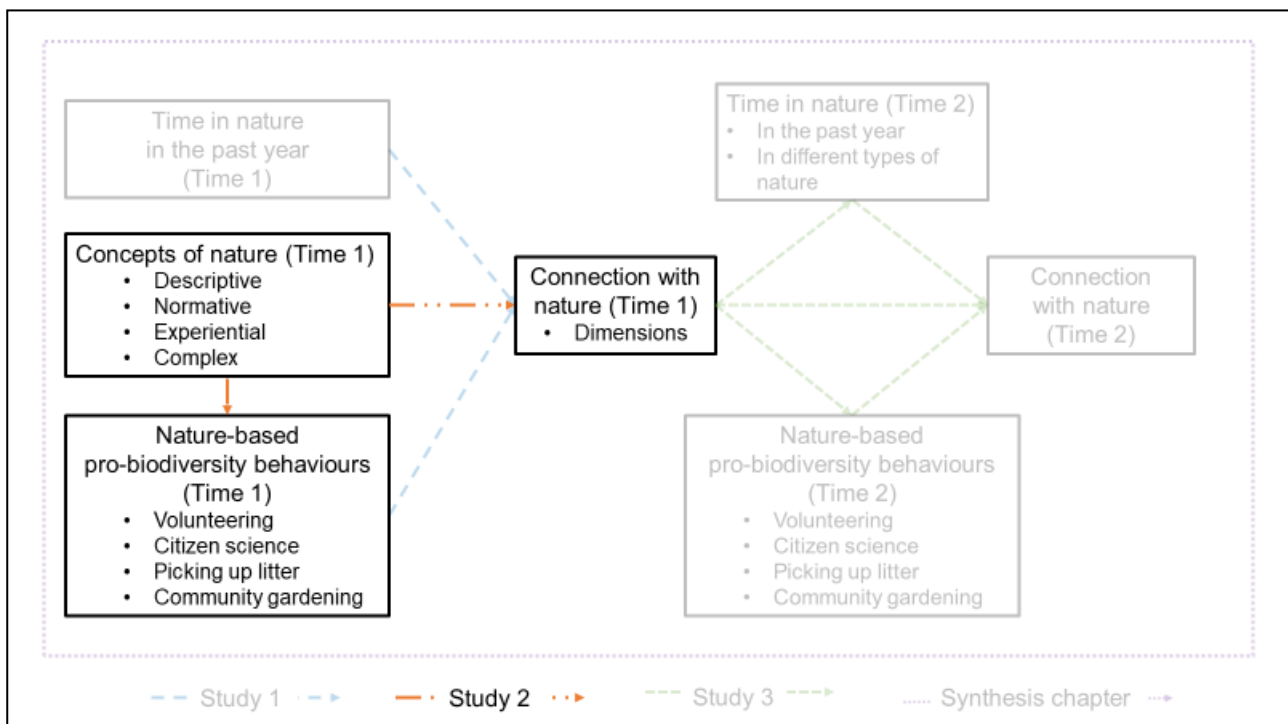 Time in nature
in the past year
(Time 1)
Concepts of nature (Time 1)
• Descriptive
• Normative
• Experiential
• Complex
Nature-based
pro-biodiversity behaviours
(Time 1)
• Volunteering
• Citizen science
• Picking up litter
• Community gardening
Connection with
nature (Time 1)
• Dimensions
Time in nature (Time 2)
• In the past year
• In different types of
nature
Connection
with nature
(Time 2)
Nature-based
pro-biodiversity behaviours
(Time 2)
• Volunteering
• Citizen science
• Picking up litter
• Community gardening
Study 1
Study 2
Study 3
Synthesis chapter